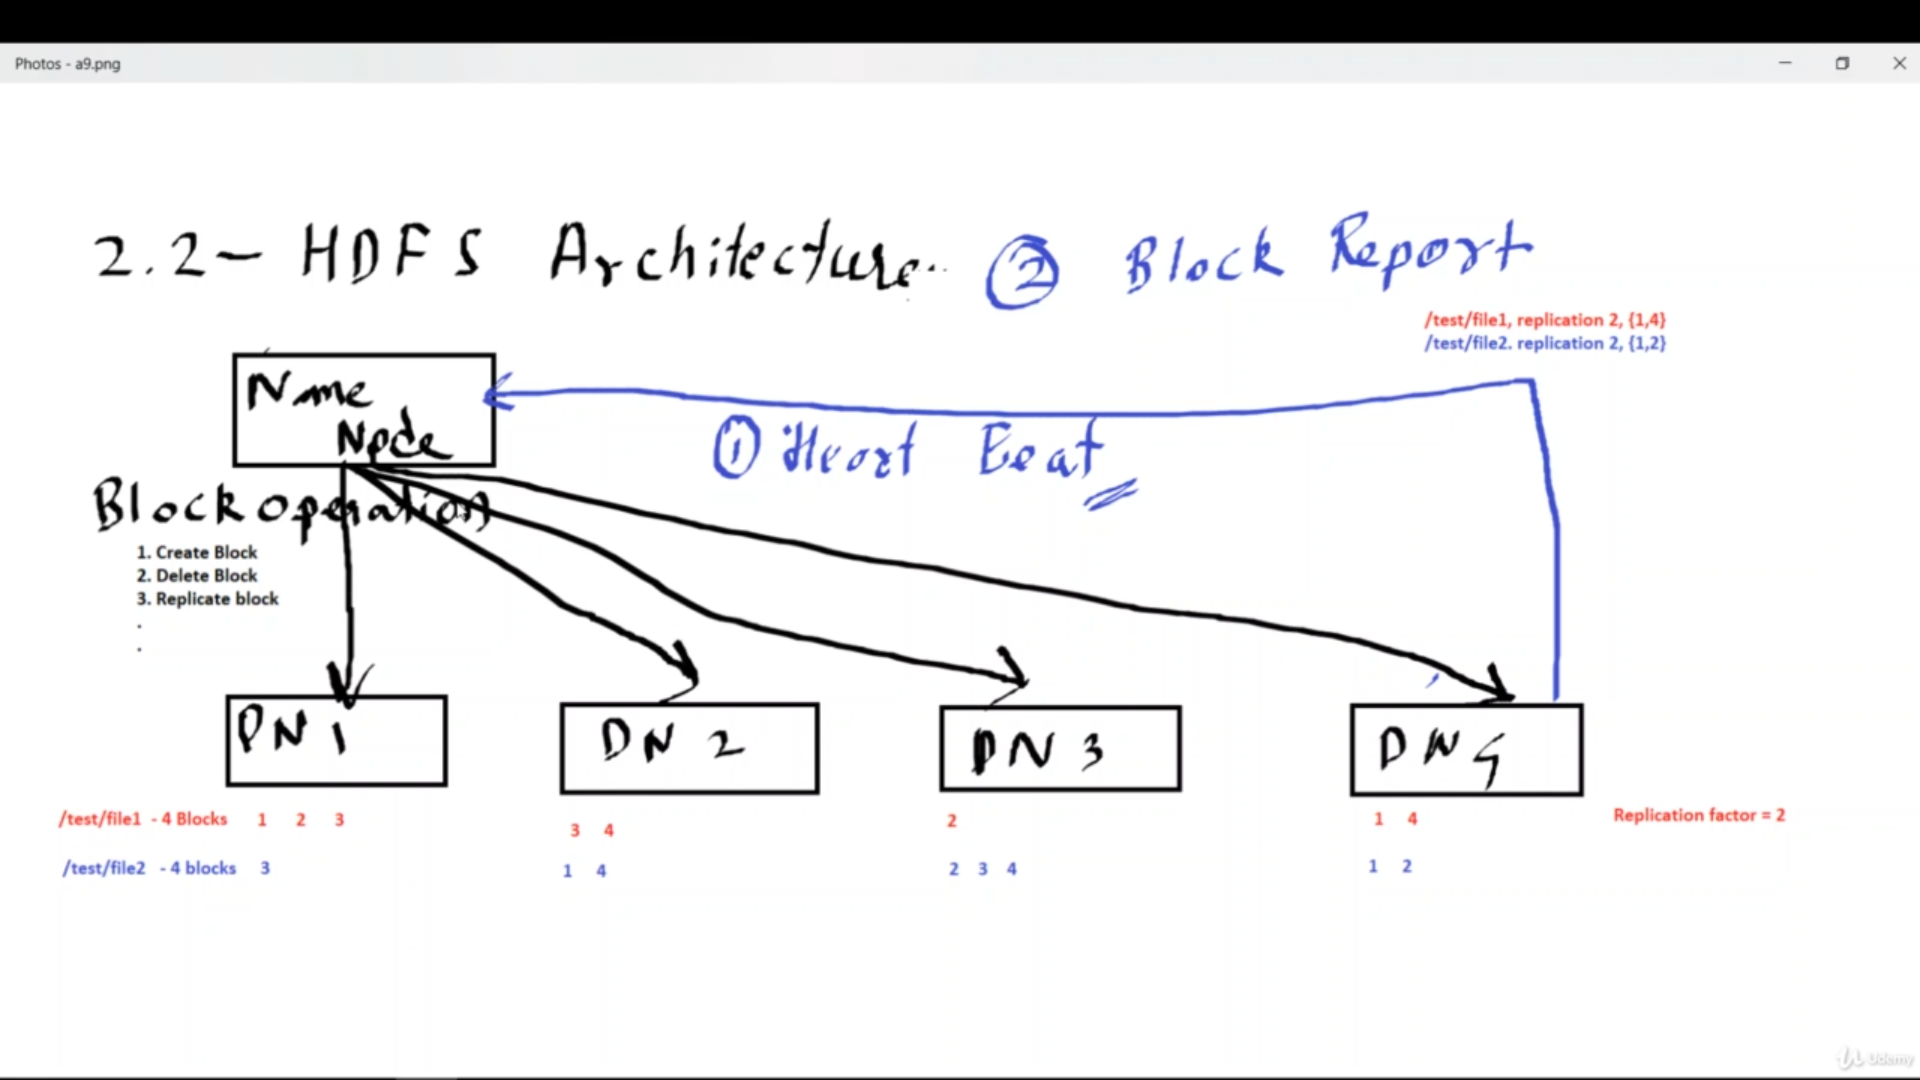 Photos - a9.png
2.2- HDFS Architecture.. ② Block Report
/test/file1, replication 2, {1,4}
/test/file2. replication 2, {1,2}
Name
Node
① Heart Beat
Block operation
1. Create Block
2. Delete Block
3. Replicate block
.
.
DN 1
DN 2
DN 3
DN 4
/test/file1 - 4 Blocks 1 2 3
3 4
2
1 4
Replication factor = 2
/test/file2 - 4 blocks 3
1 4
2 3 4
1 2
Udemy